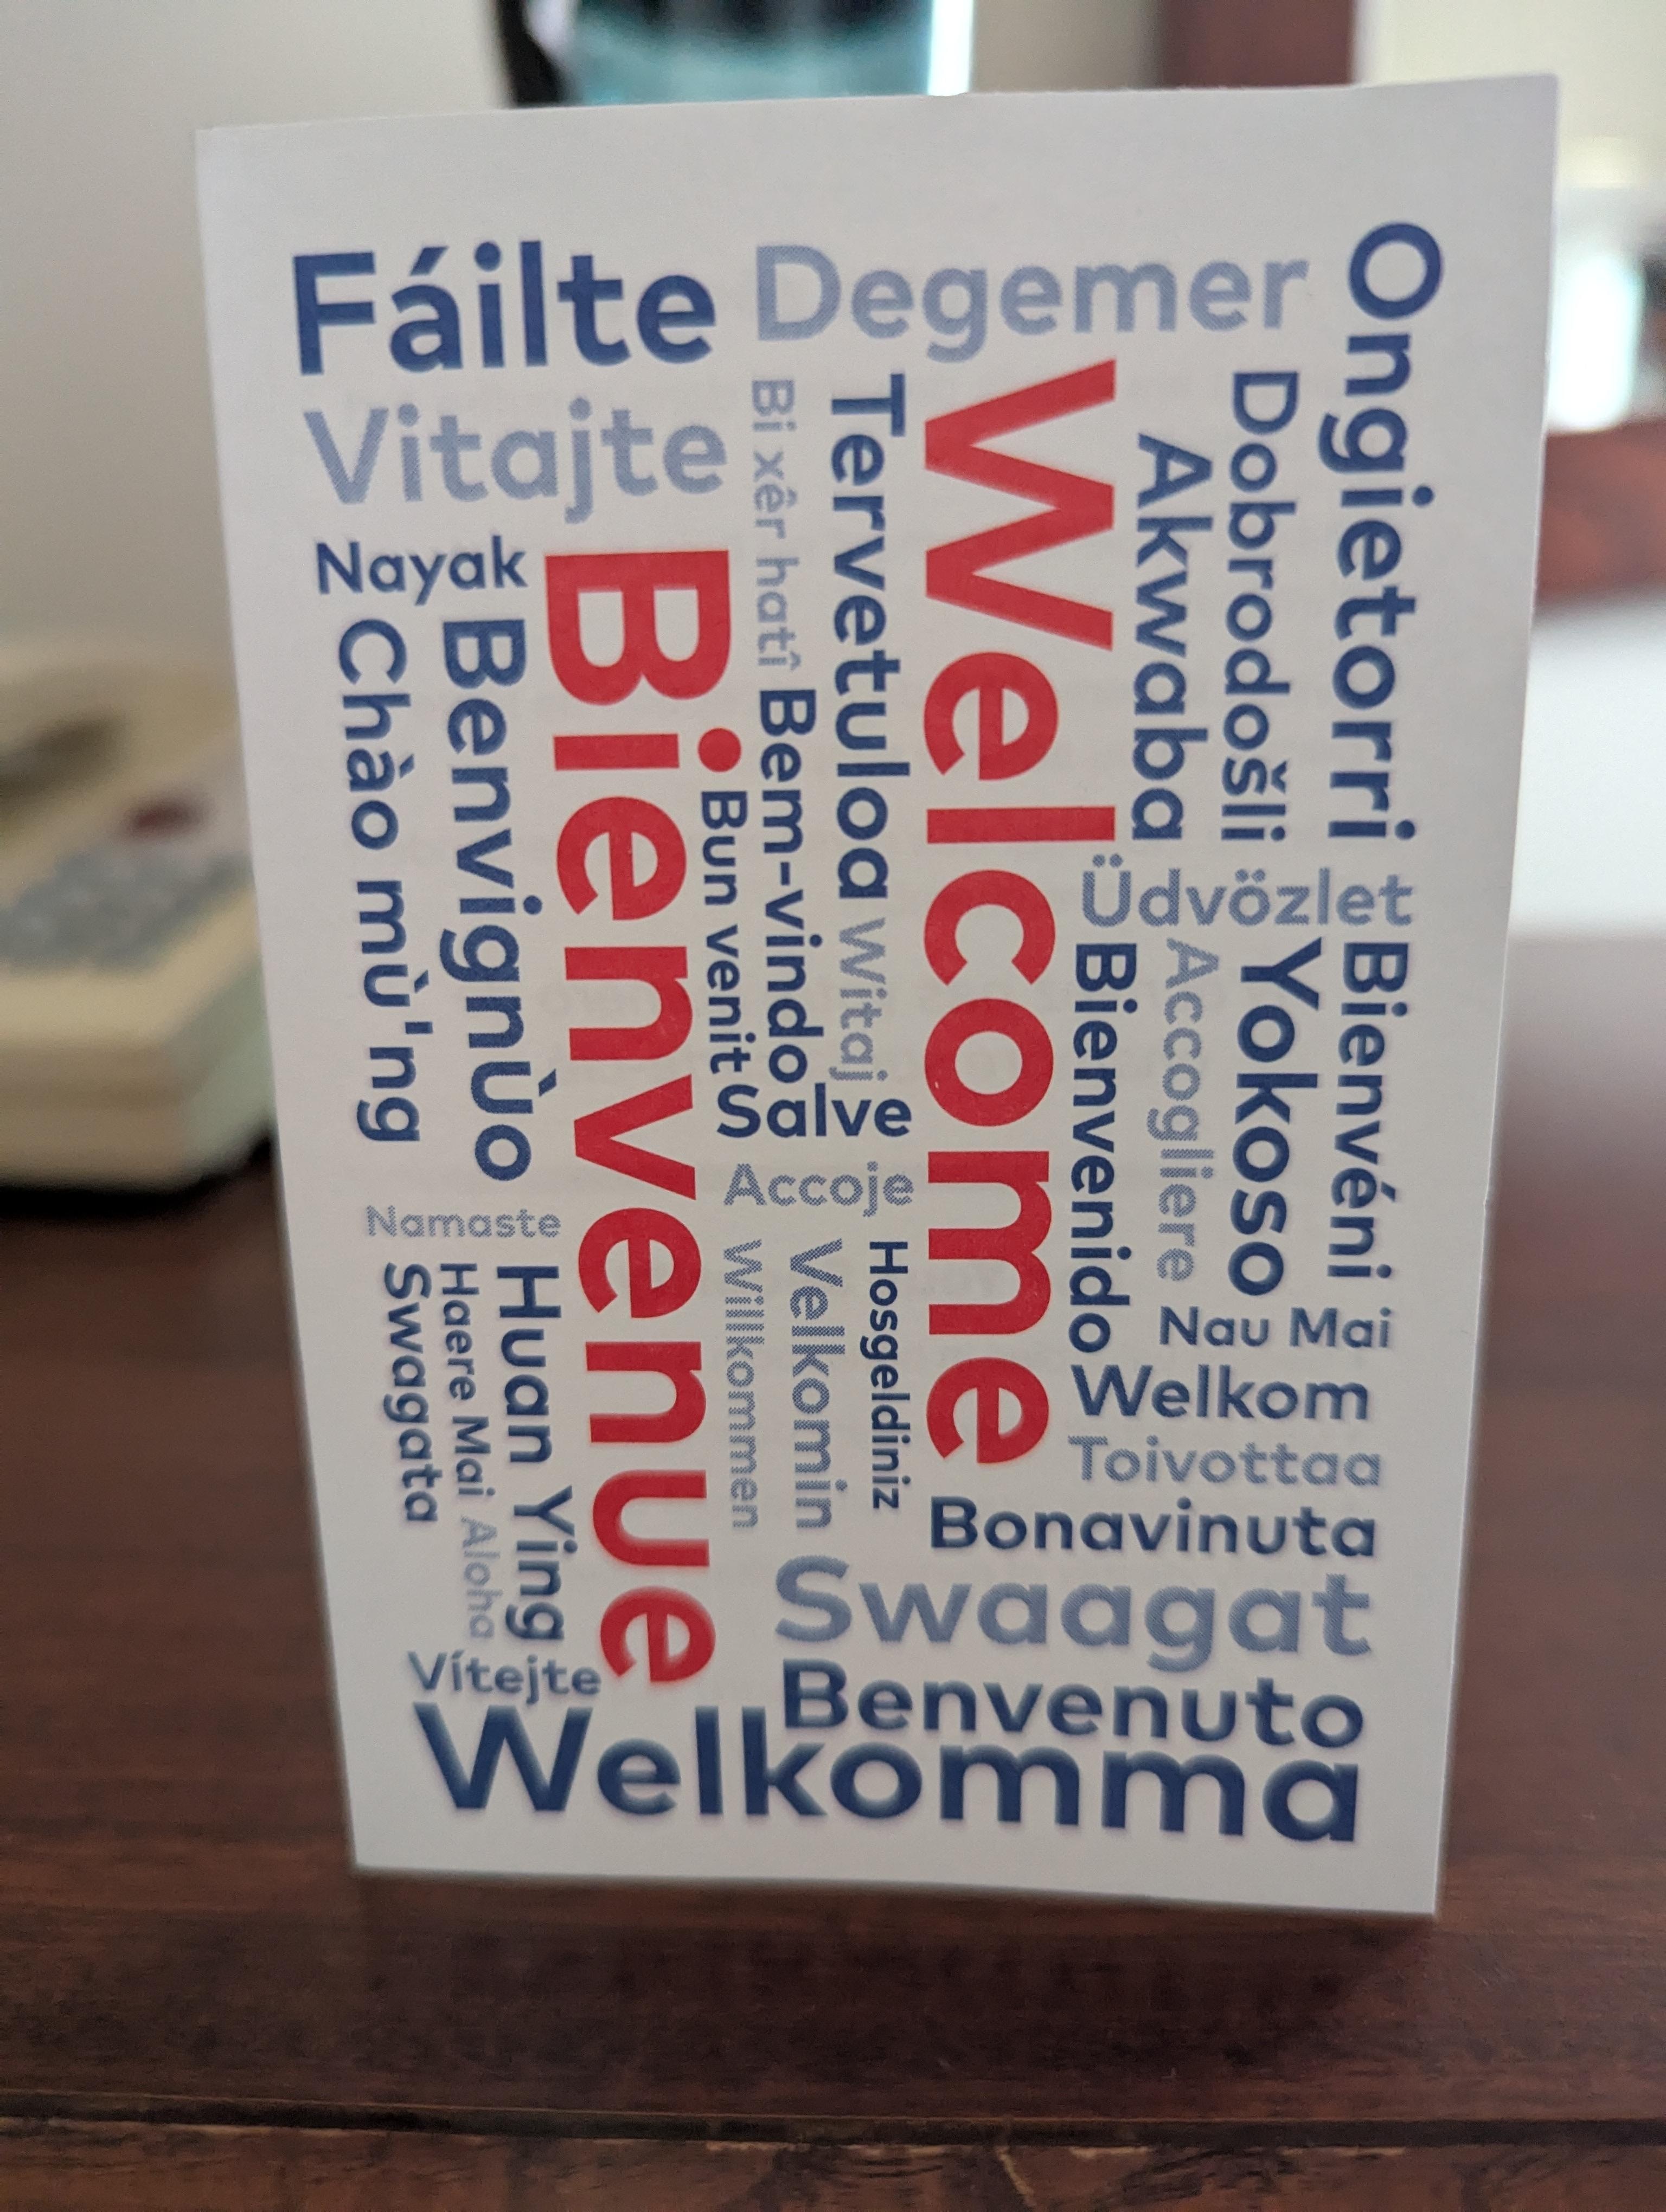 Fáilte
Degemer
Ongietorri
Vitajte
Bi xêr hatî
Tervetuloa
Welcome
Akwaba
Dobrodošli
Nayak
Chào mù'ng
Benvignùo
Bienvenue
Bun venit
Bem-vindo
Witaj
Üdvözlet
Bienvenido
Accogliere
Yokoso
Bienvéni
Salve
Accoje
Namaste
Swagata
Haere Mai
Aloha
Huan Ying
Willkommen
Velkomin
Hosgeldiniz
Nau Mai
Welkom
Toivottaa
Bonavinuta
Swaagat
Vítejte
Benvenuto
Welkomma